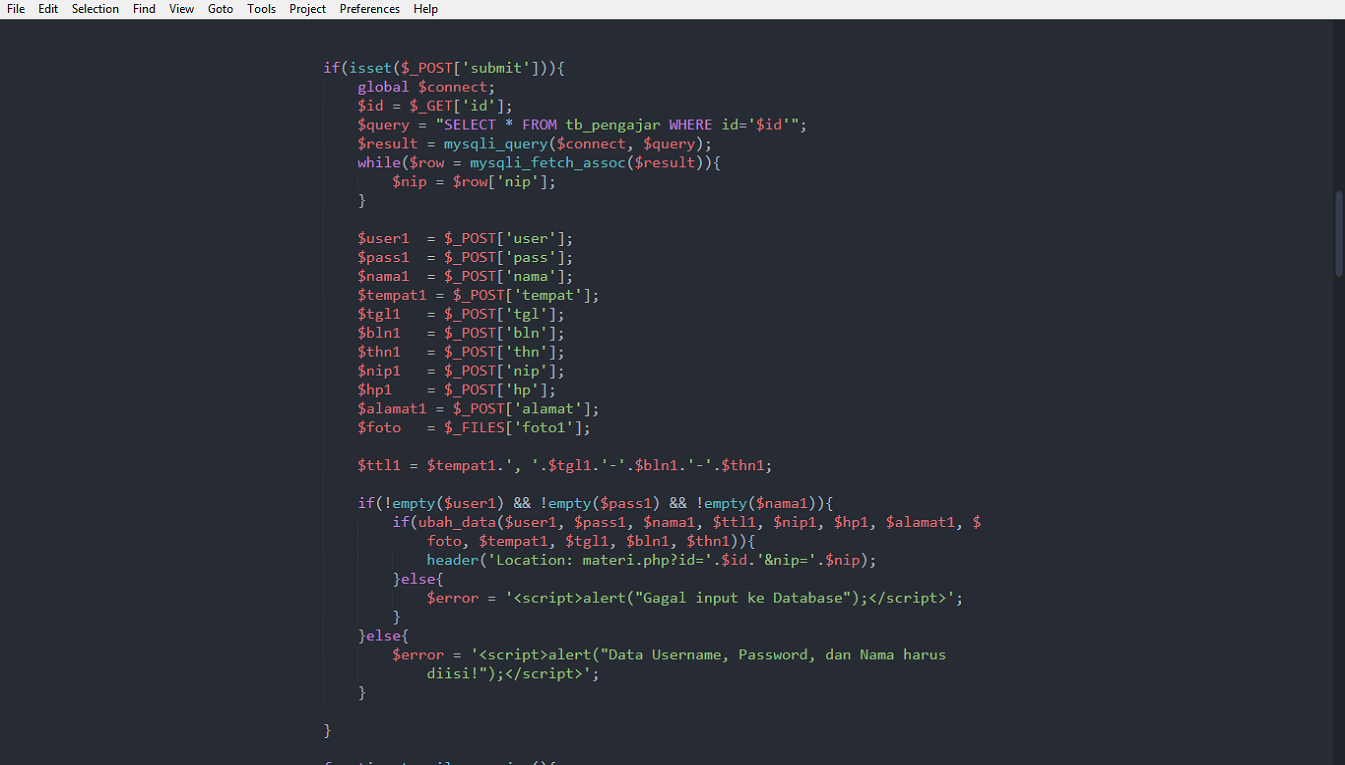 File Edit Selection Find View Goto Tools Project Preferences Help
if(isset($_POST['submit'])){
global $connect;
$id = $_GET['id'];
$query = "SELECT * FROM tb_pengajar WHERE id='$id'";
$result = mysqli_query($connect, $query);
while($row = mysqli_fetch_assoc($result)){
$nip = $row['nip'];
}
$user1  = $_POST['user'];
$pass1  = $_POST['pass'];
$nama1  = $_POST['nama'];
$tempat1 = $_POST['tempat'];
$tgl1   = $_POST['tgl'];
$bln1   = $_POST['bln'];
$thn1   = $_POST['thn'];
$nip1   = $_POST['nip'];
$hp1    = $_POST['hp'];
$alamat1 = $_POST['alamat'];
$foto   = $_FILES['foto1'];
$ttl1 = $tempat1.', '.$tgl1.'-'.$bln1.'-'.$thn1;
if(!empty($user1) && !empty($pass1) && !empty($nama1)){
if(ubah_data($user1, $pass1, $nama1, $ttl1, $nip1, $hp1, $alamat1, $
foto, $tempat1, $tgl1, $bln1, $thn1)){
header('Location: materi.php?id='.$id.'&nip='.$nip);
}else{
$error = '<script>alert("Gagal input ke Database");</script>';
}
}else{
$error = '<script>alert("Data Username, Password, dan Nama harus
diisi!");</script>';
}
}